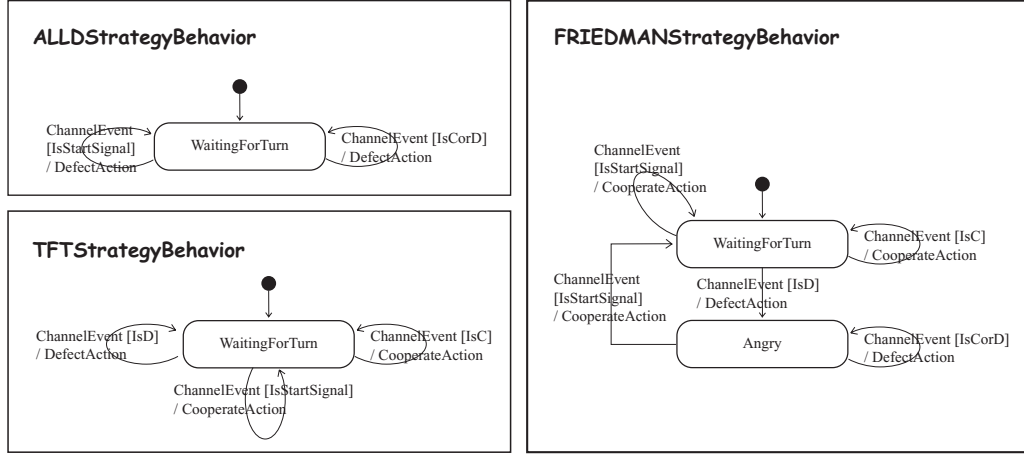 ALLDStrategyBehavior
ChannelEvent
[IsStartSignal]
/ DefectAction
WaitingForTurn
ChannelEvent [IsCorD]
/ DefectAction
TFTStrategyBehavior
ChannelEvent [IsD]
/ DefectAction
WaitingForTurn
ChannelEvent [IsC]
/ CooperateAction
ChannelEvent [IsStartSignal]
/ CooperateAction
FRIEDMANStrategyBehavior
ChannelEvent
[IsStartSignal]
/ CooperateAction
WaitingForTurn
ChannelEvent [IsC]
/ CooperateAction
ChannelEvent
[IsStartSignal]
/ CooperateAction
ChannelEvent [IsD]
/ DefectAction
Angry
ChannelEvent [IsCorD]
/ DefectAction